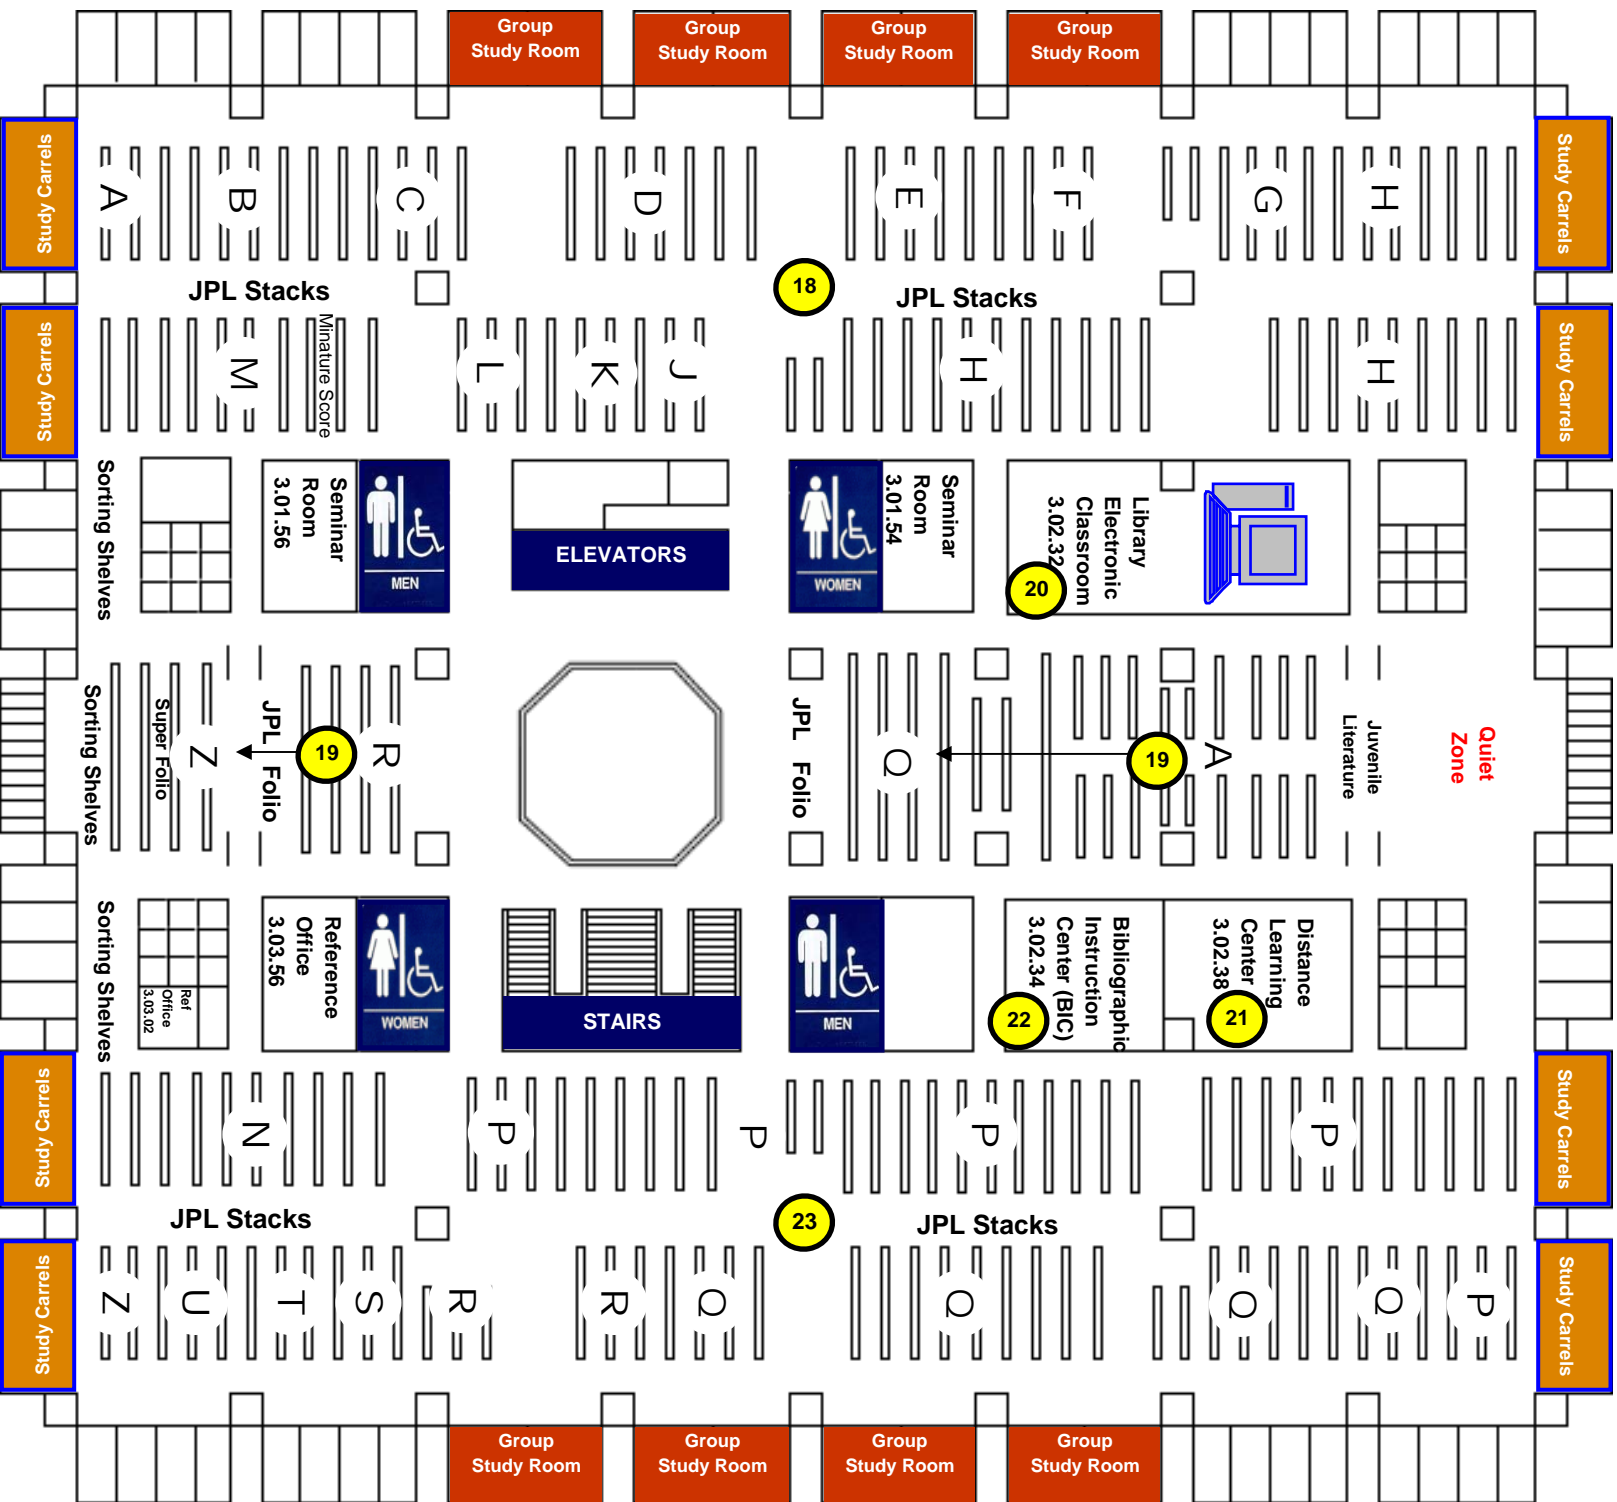 Group
Study Room
Group
Study Room
Group
Study Room
Group
Study Room
Study Carrels
A
B
C
D
E
F
G
H
Study Carrels
JPL Stacks
18
JPL Stacks
Study Carrels
M
Minature Score
L
K
J
H
H
Study Carrels
Sorting Shelves
Seminar
Room
3.01.56
MEN
ELEVATORS
WOMEN
Seminar
Room
3.01.54
Library
Electronic
Classroom
3.02.32
20
Sorting Shelves
Super Folio
Z
JPL Folio
19
R
JPL Folio
Q
19
A
Juvenile
Literature
Quiet
Zone
Sorting Shelves
Ref
Office
3.03.02
Reference
Office
3.03.56
WOMEN
STAIRS
MEN
Bibliographic
Instruction
Center (BIC)
3.02.34
22
Distance
Learning
Center
3.02.38
21
Study Carrels
N
P
P
P
P
Study Carrels
JPL Stacks
23
JPL Stacks
Study Carrels
Z
U
T
S
R
R
Q
Q
Q
Q
P
Study Carrels
Group
Study Room
Group
Study Room
Group
Study Room
Group
Study Room